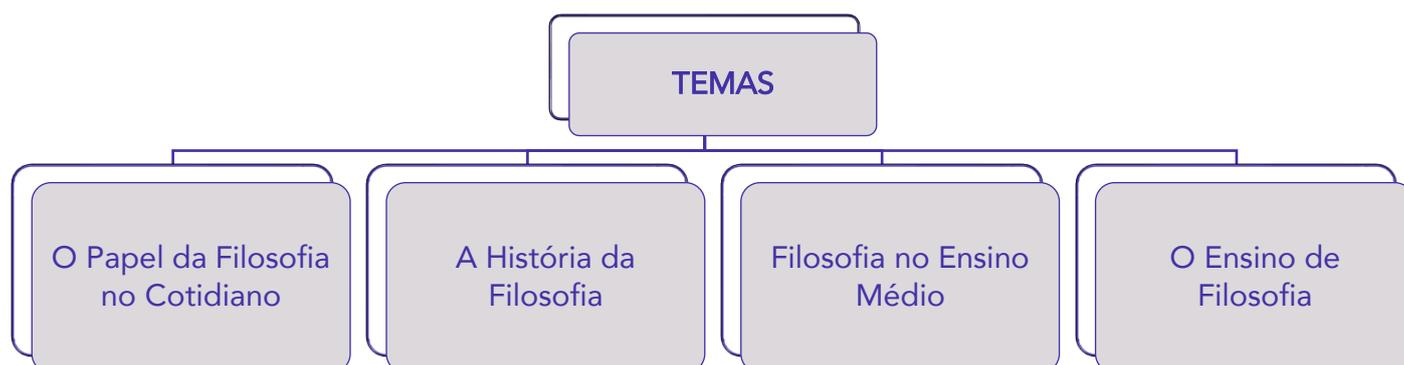 TEMAS
O Papel da Filosofia
no Cotidiano
A História da
Filosofia
Filosofia no Ensino
Médio
O Ensino de
Filosofia